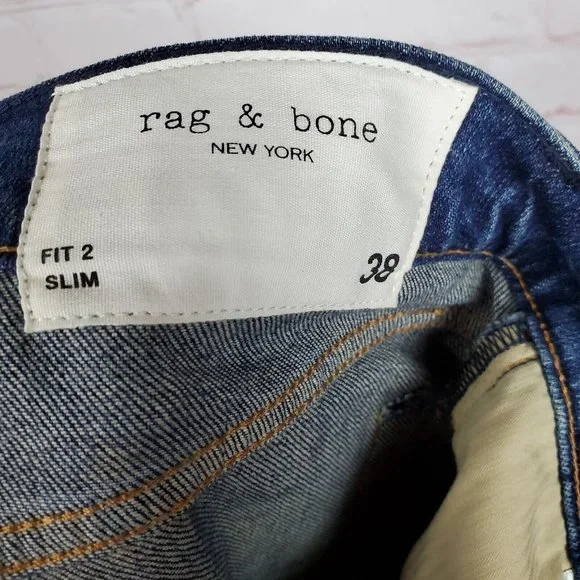 rag & bone
NEW YORK
FIT 2
SLIM
38